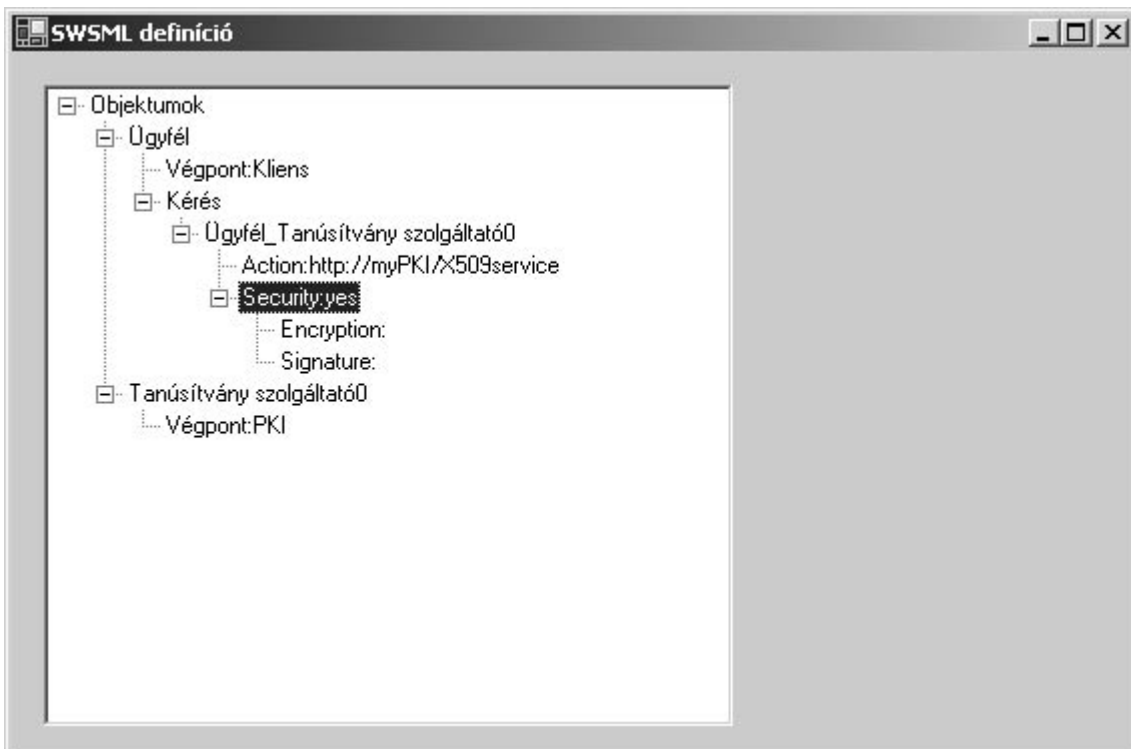 SWSML definíció
Objektumok
Ügyfél
Végpont:Kliens
Kérés
Ügyfél_Tanúsítvány szolgáltató0
Action:http://myPKI/X509service
Security:yes
Encryption:
Signature:
Tanúsítvány szolgáltató0
Végpont:PKI